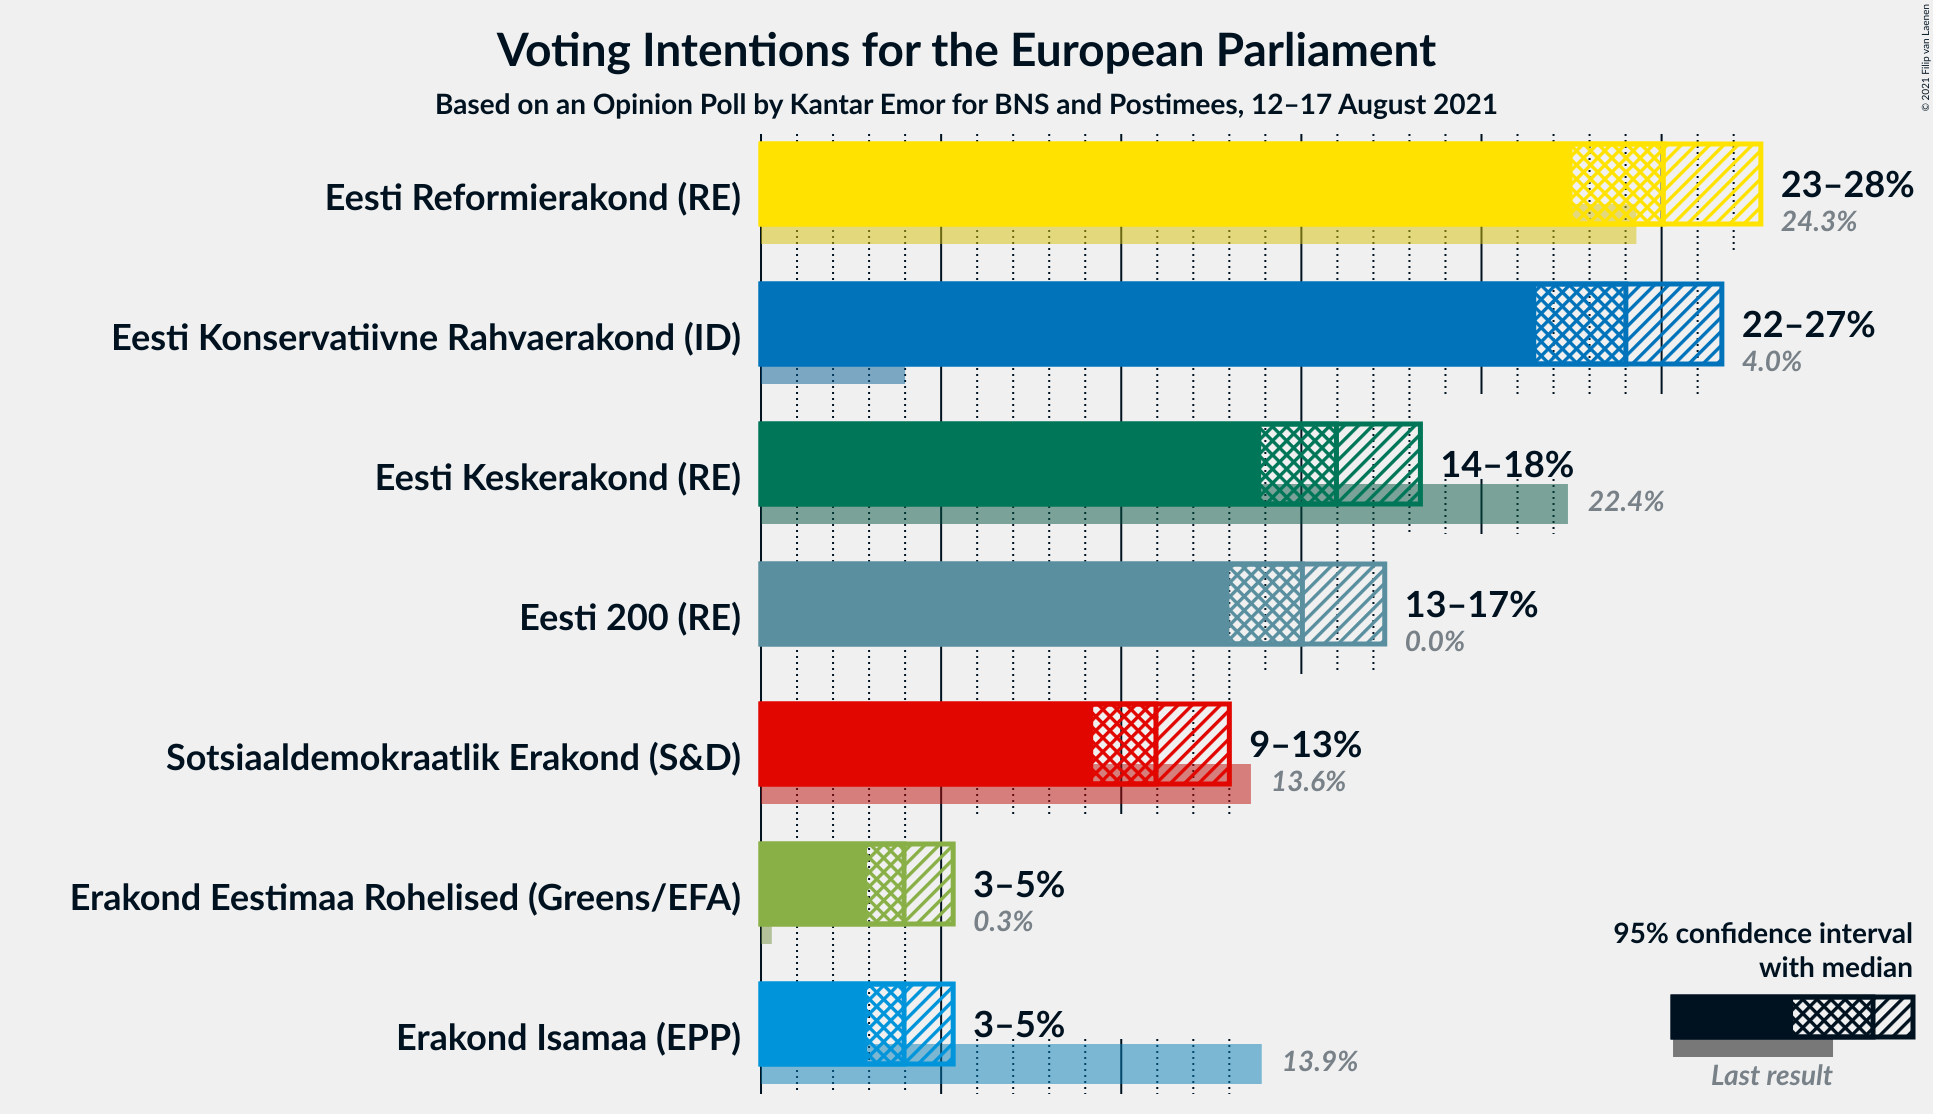 Voting Intentions for the European Parliament
Based on an Opinion Poll by Kantar Emor for BNS and Postimees, 12–17 August 2021
© 2021 Filip van Laenen
Eesti Reformierakond (RE)
23–28%
24.3%
Eesti Konservatiivne Rahvaerakond (ID)
22–27%
4.0%
Eesti Keskerakond (RE)
14–18%
22.4%
Eesti 200 (RE)
13–17%
0.0%
Sotsiaaldemokraatlik Erakond (S&D)
9–13%
13.6%
Erakond Eestimaa Rohelised (Greens/EFA)
3–5%
0.3%
Erakond Isamaa (EPP)
3–5%
13.9%
95% confidence interval
with median
Last result